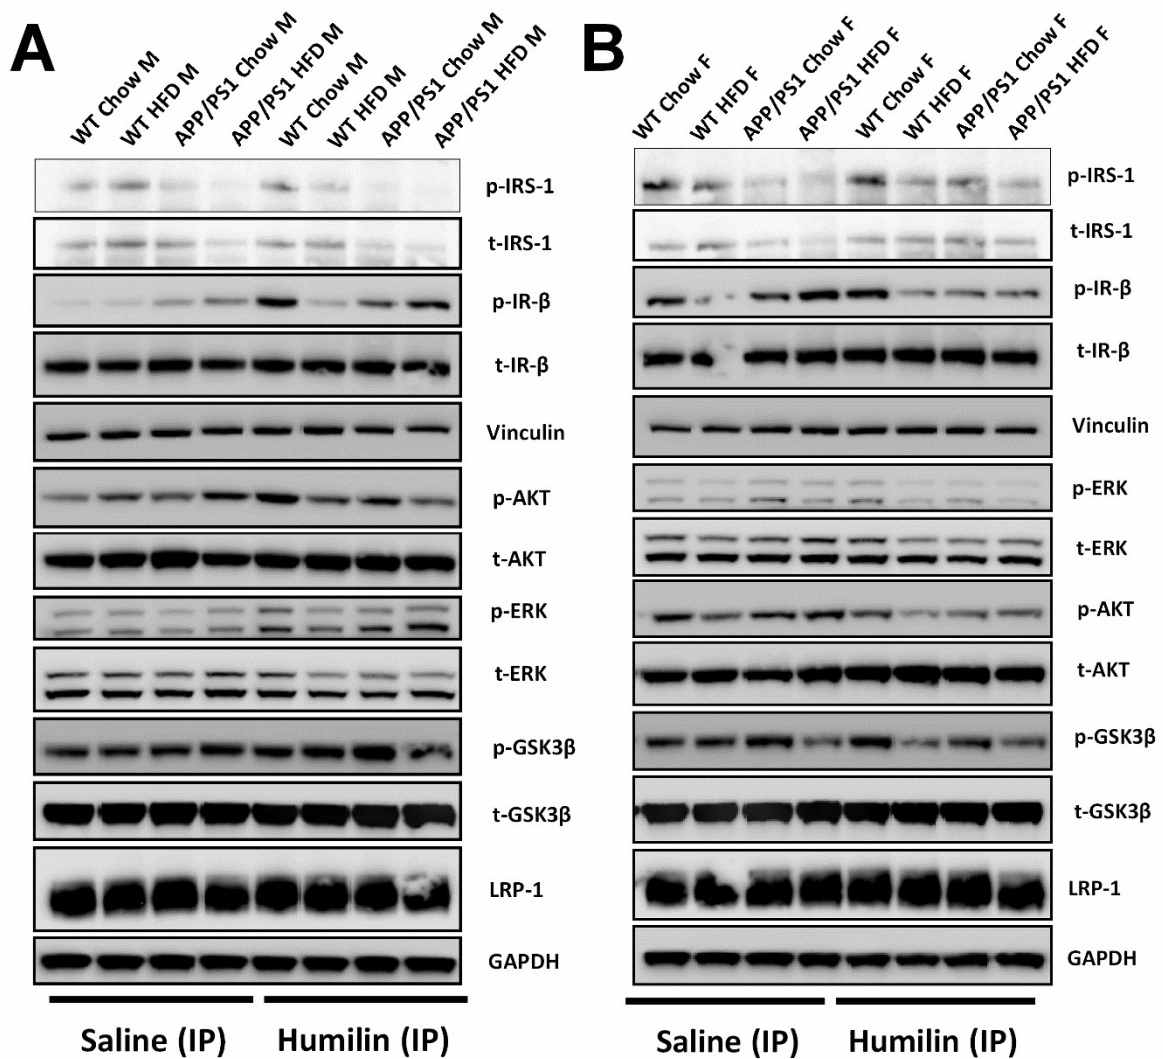 A
WT Chow M
WT HFD M
APP/PS1 Chow M
APP/PS1 HFD M
WT Chow M
WT HFD M
APP/PS1 Chow M
APP/PS1 HFD M
p-IRS-1
t-IRS-1
p-IR-β
t-IR-β
Vinculin
p-AKT
t-AKT
p-ERK
t-ERK
p-GSK3β
t-GSK3β
LRP-1
GAPDH
Saline (IP)
Humilin (IP)
B
WT Chow F
WT HFD F
APP/PS1 Chow F
APP/PS1 HFD F
WT Chow F
WT HFD F
APP/PS1 Chow F
APP/PS1 HFD F
p-IRS-1
t-IRS-1
p-IR-β
t-IR-β
Vinculin
p-ERK
t-ERK
p-AKT
t-AKT
p-GSK3β
t-GSK3β
LRP-1
GAPDH
Saline (IP)
Humilin (IP)